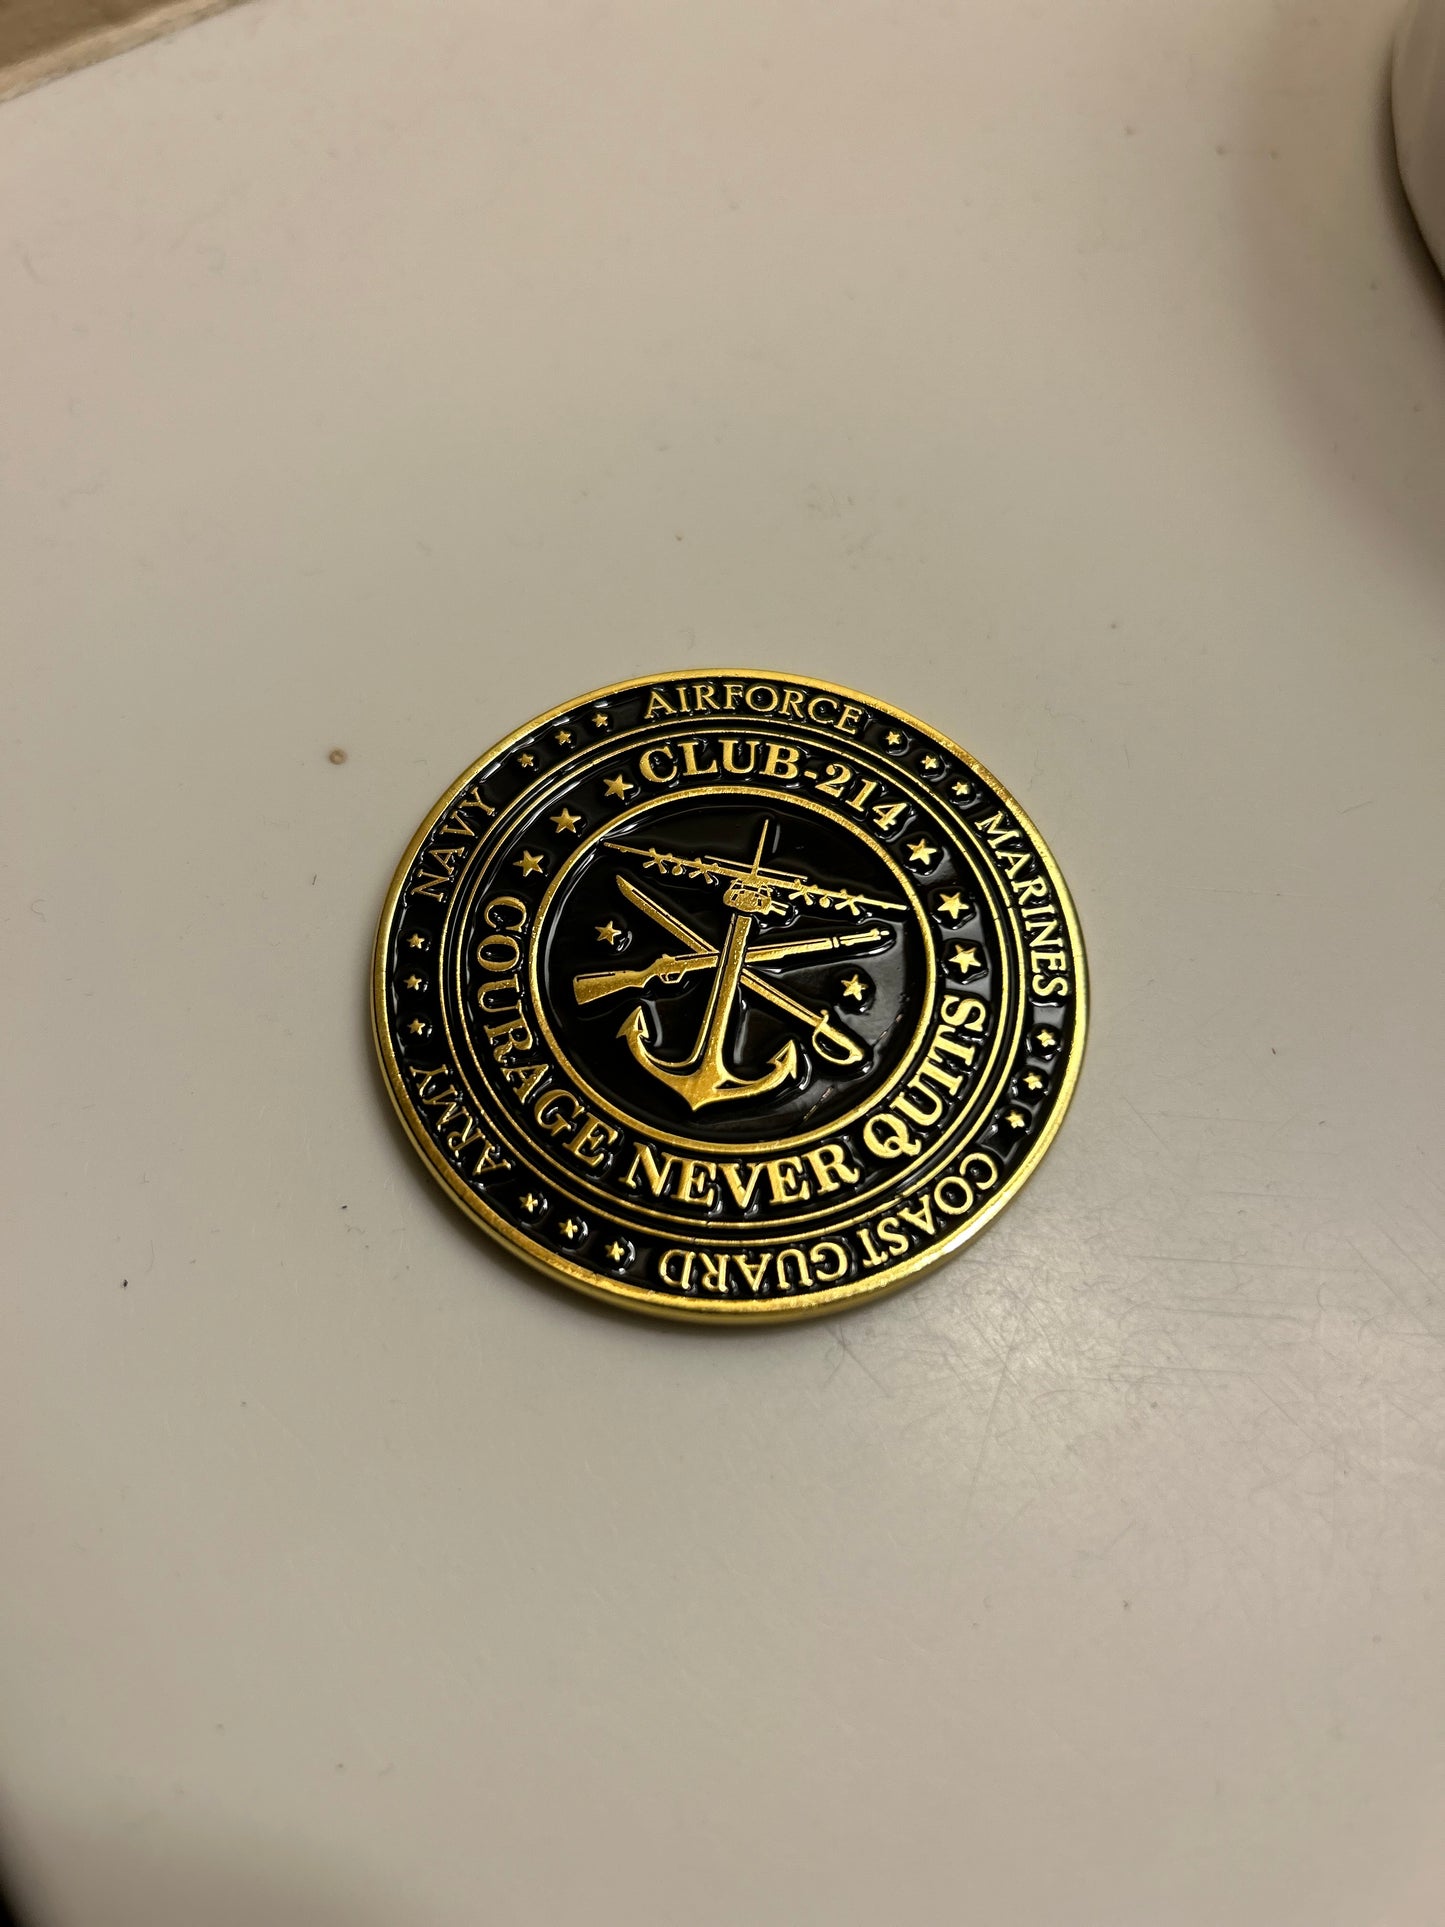 AIRFORCE
MARINES
COAST GUARD
ARMY
NAVY
CLUB-214
COURAGE NEVER QUITS